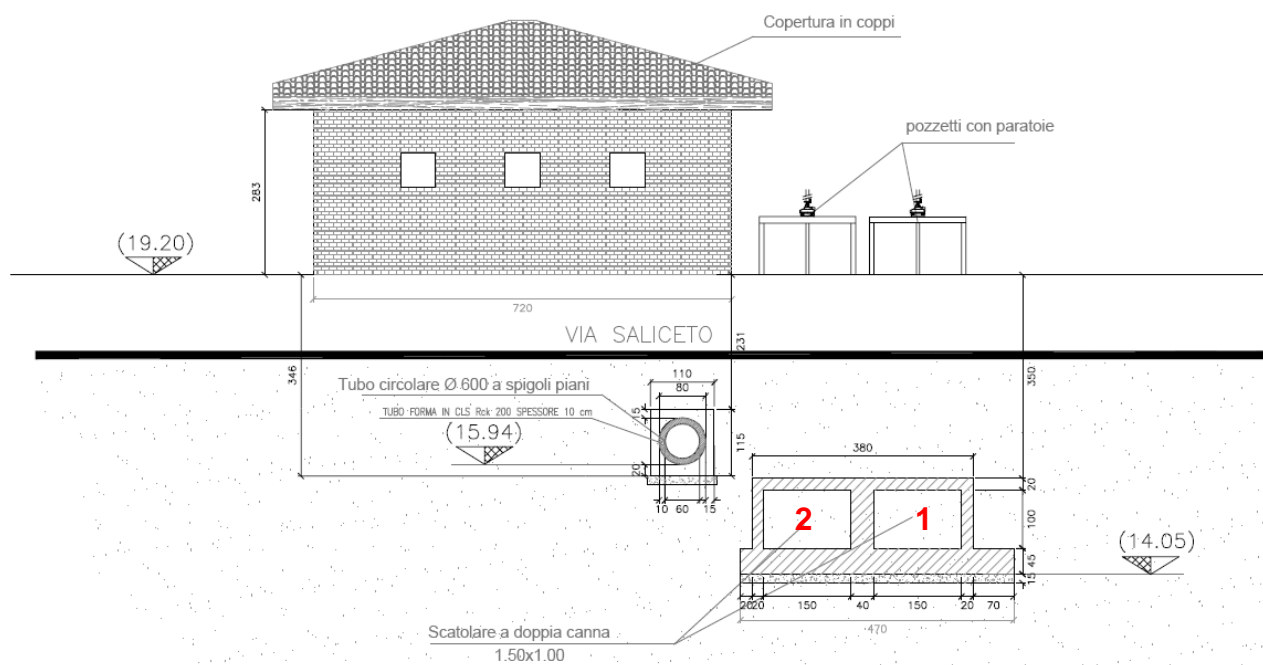 Copertura in coppi
pozzetti con paratoie
283
(19.20)
720
VIA SALICETO
231
346
350
110
80
Tubo circolare Ø 600 a spigoli piani
TUBO FORMA IN CLS Rck 200 SPESSORE 10 cm
15
(15.94)
115
20
10 60 15
380
20
2 1
100
(14.05)
45
15
20 20 150 40 150 20 70
470
Scatolare a doppia canna
1.50x1.00